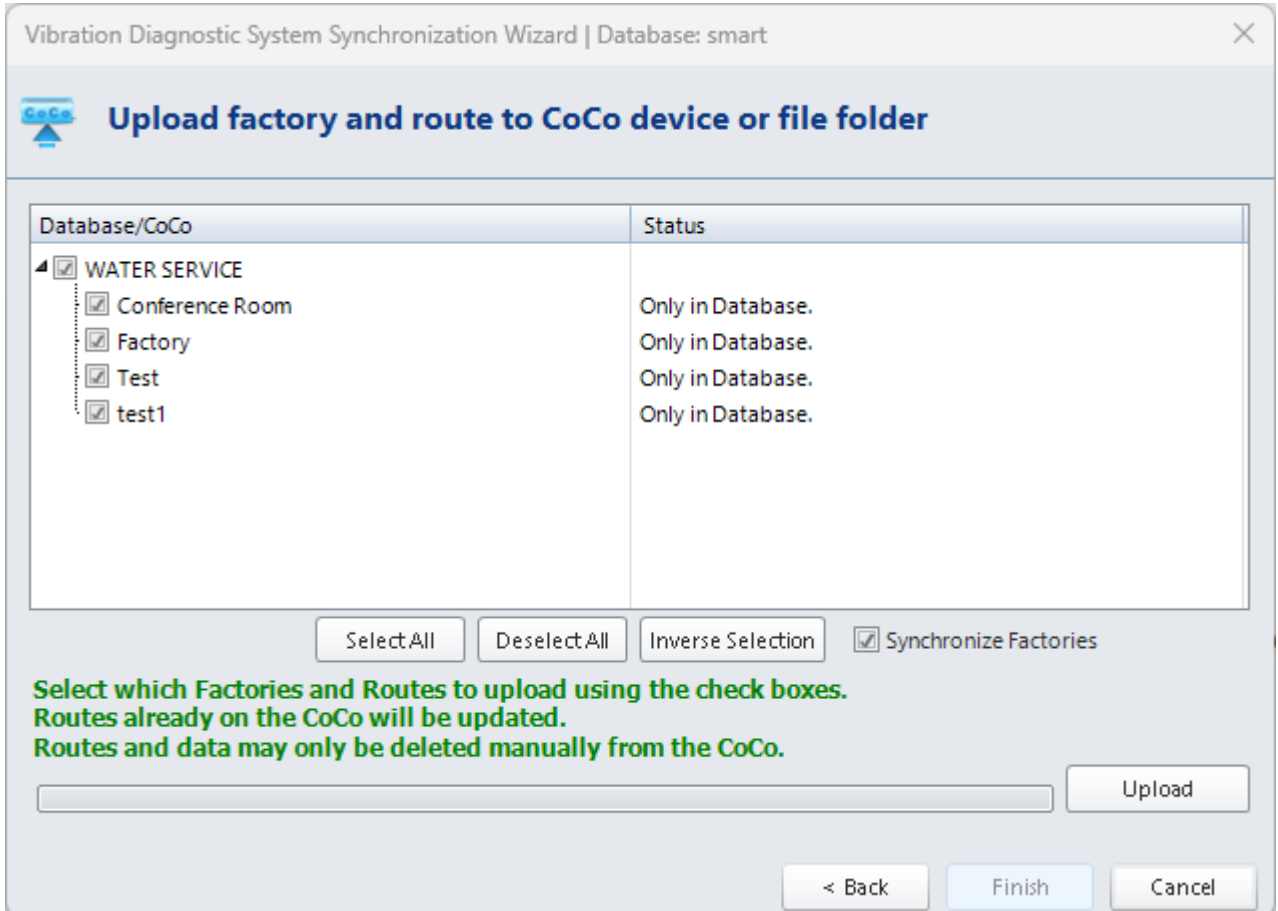 Vibration Diagnostic System Synchronization Wizard | Database: smart
CoCo
Upload factory and route to CoCo device or file folder
Database/CoCo Status
WATER SERVICE
Conference Room Only in Database.
Factory Only in Database.
Test Only in Database.
test1 Only in Database.
Select All Deselect All Inverse Selection Synchronize Factories
Select which Factories and Routes to upload using the check boxes.
Routes already on the CoCo will be updated.
Routes and data may only be deleted manually from the CoCo.
Upload
< Back Finish Cancel